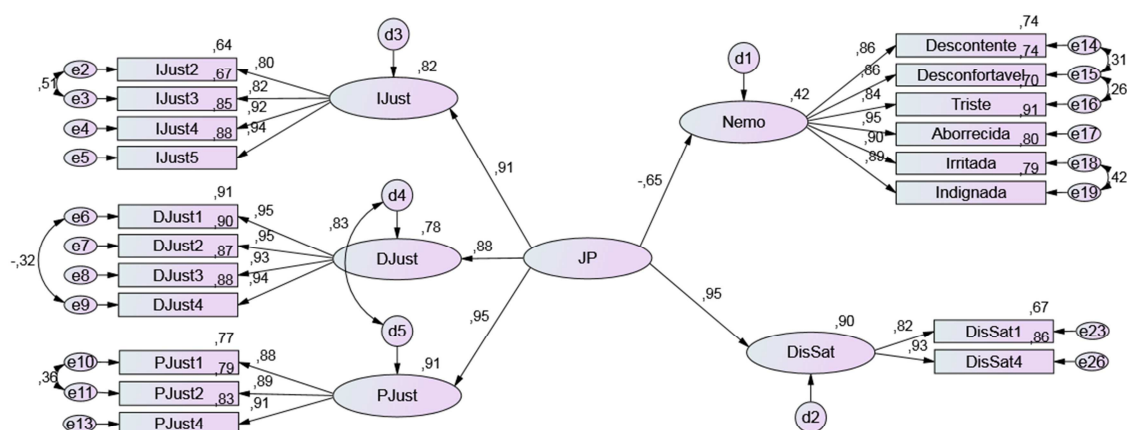 d3
,64
,82
e2
IJust2
,67
,80
,51
e3
IJust3
,85
,82
IJust
e4
IJust4
,88
,92
e5
IJust5
,94
,91
,91
d4
e6
DJust1
,90
,95
,83
,78
e7
DJust2
,87
,95
-,32
e8
DJust3
,88
,93
DJust
,88
e9
DJust4
,94
,77
d5
,95
e10
PJust1
,79
,88
,91
,36
e11
PJust2
,83
,89
PJust
e13
PJust4
,91
JP
-,65
,95
d1
,42
Nemo
,74
,86
Descontente
,74
e14
,31
,86
Desconfortavel
,70
e15
,26
,84
Triste
,91
e16
,95
Aborrecida
,80
e17
,90
Irritada
,79
e18
,42
,89
Indignada
e19
,90
DisSat
d2
,67
,82
DisSat1
,86
e23
,93
DisSat4
e26